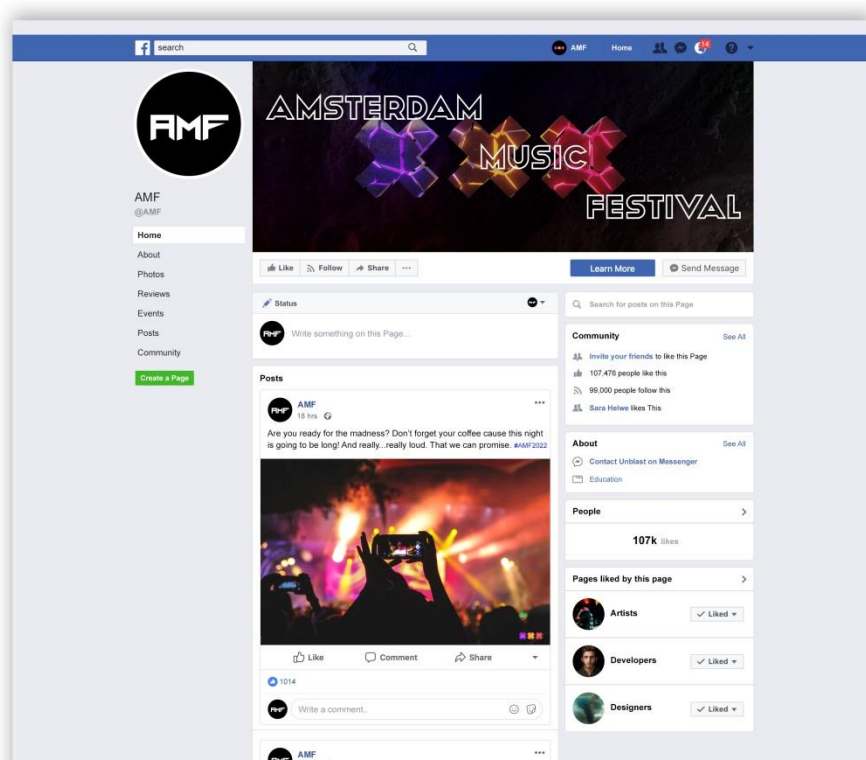 search
AMF
Home
14
AMSTERDAM
MUSIC
FESTIVAL
AMF
AMF
@AMF
Home
About
Photos
Reviews
Events
Posts
Community
Create a Page
Like
Follow
Share
Learn More
Send Message
Status
AMF
Write something on this Page...
Posts
AMF
AMF
18 hrs
Are you ready for the madness? Don't forget your coffee cause this night
is going to be long! And really...really loud. That we can promise. #AMF2022
Like
Comment
Share
1014
AMF
Write a comment..
AMF
AMF
Search for posts on this Page
Community
See All
Invite your friends to like this Page
107.476 people like this
99,000 people follow this
Sara Helwe likes This
About
See All
Contact Unblast on Messenger
Education
People
107k likes
Pages liked by this page
Artists
Liked
Developers
Liked
Designers
Liked